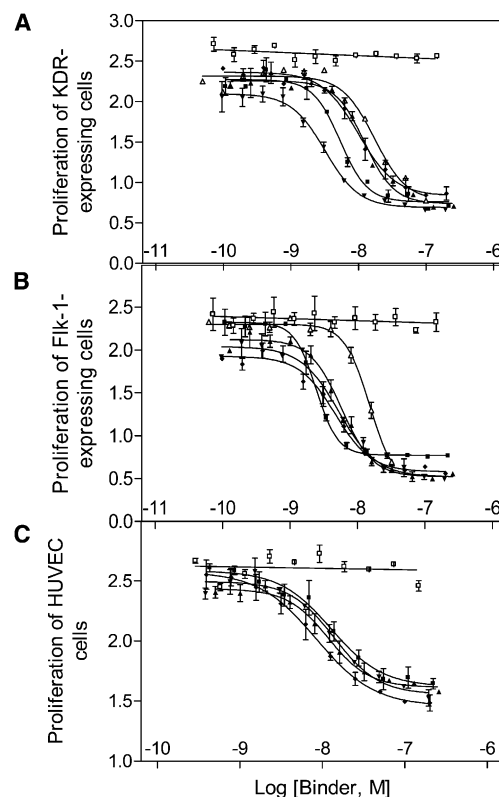 A
Proliferation of KDR-
expressing cells
3.0
2.5
2.0
1.5
1.0
0.5
0.0
-11 -10 -9 -8 -7 -6
B
Proliferation of Flk-1-
expressing cells
2.5
2.0
1.5
1.0
0.5
0.0
-11 -10 -9 -8 -7 -6
C
Proliferation of HUVEC
cells
3.0
2.5
2.0
1.5
1.0
-10 -9 -8 -7 -6
Log [Binder, M]